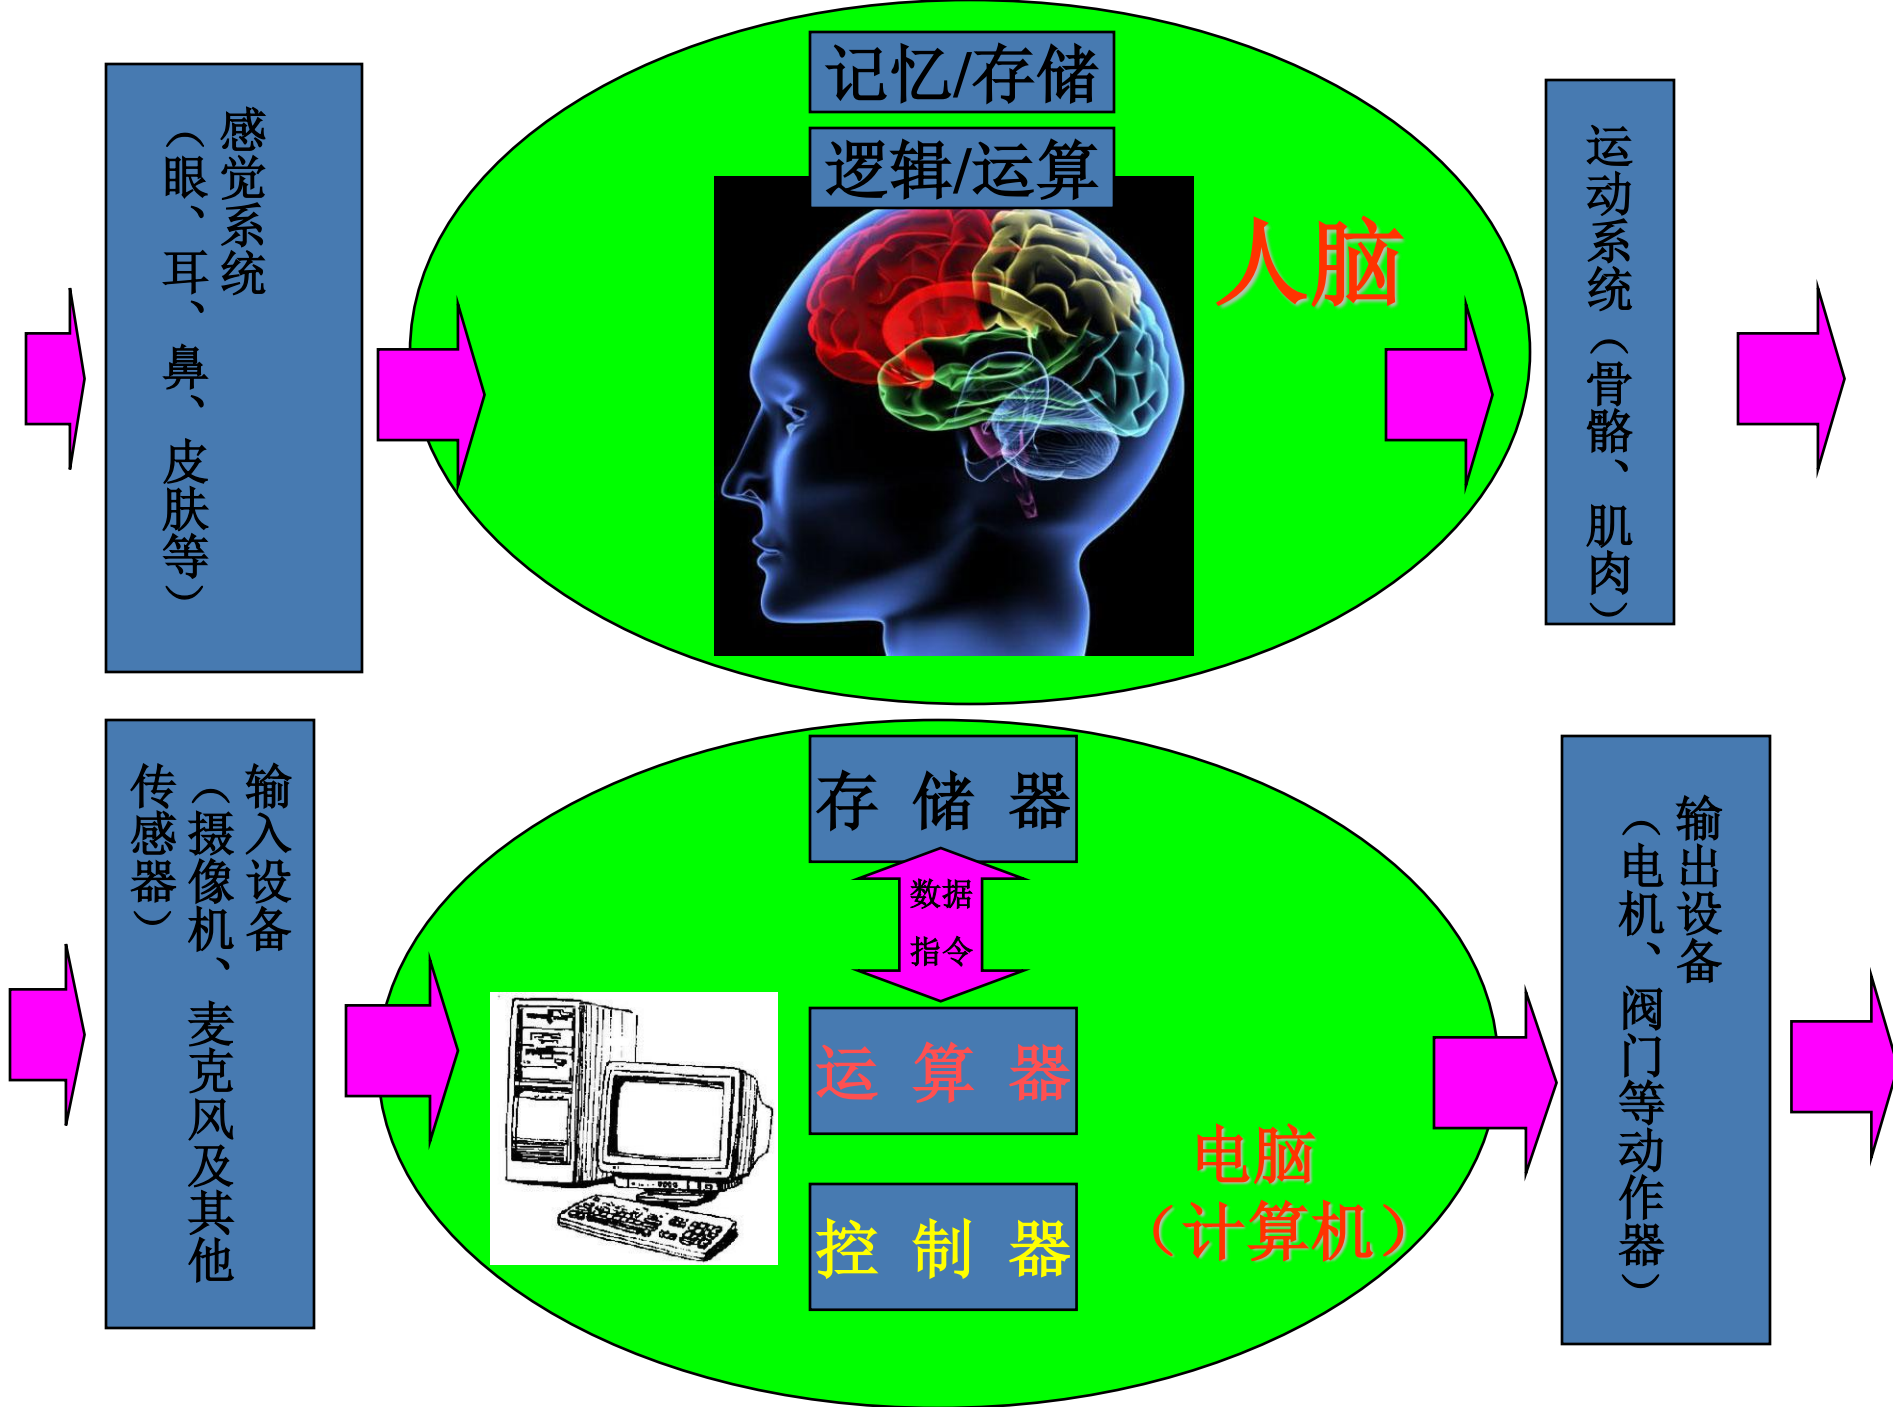 感觉系统
（眼、耳、鼻、皮肤等）
记忆/存储
逻辑/运算
人脑
运动系统（骨骼、肌肉）
输入设备
（摄像机、麦克风及其他
传感器）
存 储 器
数据
指令
运 算 器
控 制 器
电脑
（计算机）
输出设备
（电机、阀门等动作器）